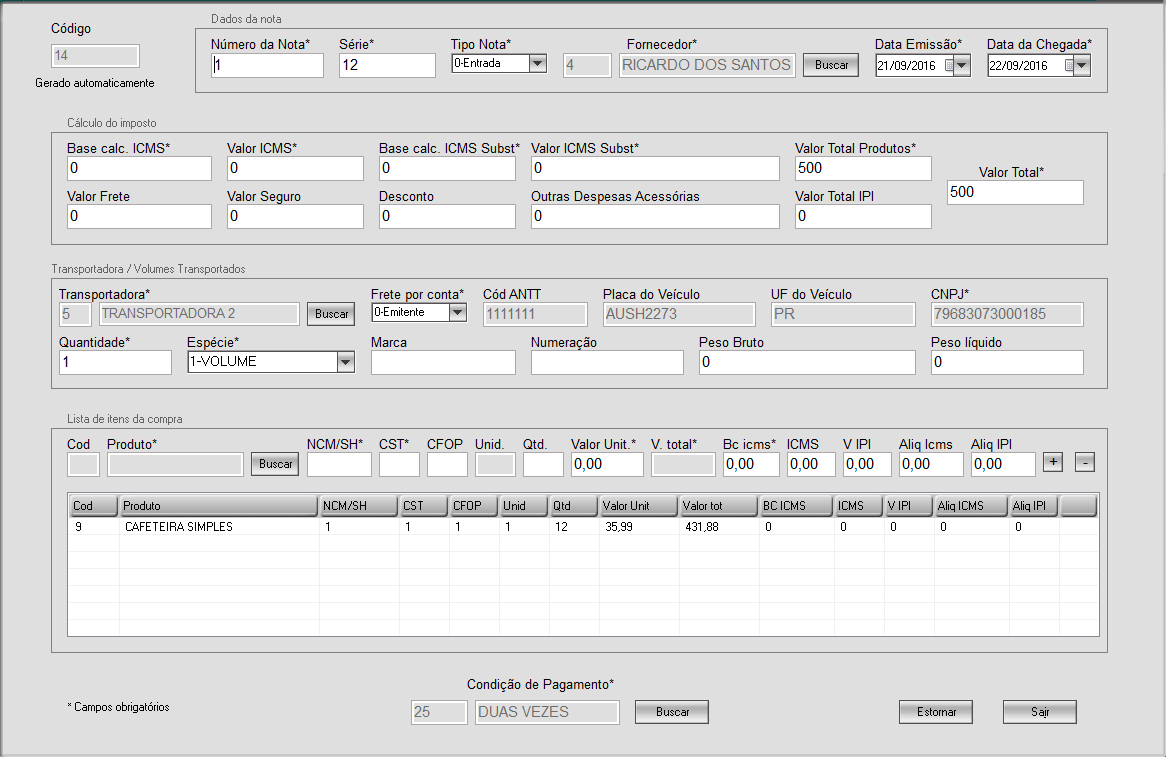 Código
14
Gerado automaticamente
Dados da nota
Número da Nota* Série* Tipo Nota* Fornecedor* Data Emissão* Data da Chegada*
1 12 0-Entrada 4 RICARDO DOS SANTOS Buscar 21/09/2016 22/09/2016
Cálculo do imposto
Base calc. ICMS* Valor ICMS* Base calc. ICMS Subst* Valor ICMS Subst* Valor Total Produtos*
0 0 0 0 500
Valor Total*
500
Valor Frete Valor Seguro Desconto Outras Despesas Acessórias Valor Total IPI
0 0 0 0 0
Transportadora / Volumes Transportados
Transportadora* Frete por conta* Cód ANTT Placa do Veículo UF do Veículo CNPJ*
5 TRANSPORTADORA 2 Buscar 0-Emitente 1111111 AUSH2273 PR 79683073000185
Quantidade* Espécie* Marca Numeração Peso Bruto Peso líquido
1 1-VOLUME 0 0
Lista de itens da compra
Cod Produto* NCM/SH* CST* CFOP Unid. Qtd. Valor Unit.* V. total* Bc icms* ICMS V IPI Aliq Icms Aliq IPI
Buscar 0,00 0,00 0,00 0,00 0,00 0,00 + -
Cod Produto NCM/SH CST CFOP Unid Qtd Valor Unit Valor tot BC ICMS ICMS V IPI Aliq ICMS Aliq IPI
9 CAFETEIRA SIMPLES 1 1 1 1 12 35,99 431,88 0 0 0 0 0
Condição de Pagamento*
* Campos obrigatórios
25 DUAS VEZES Buscar Estornar Sair